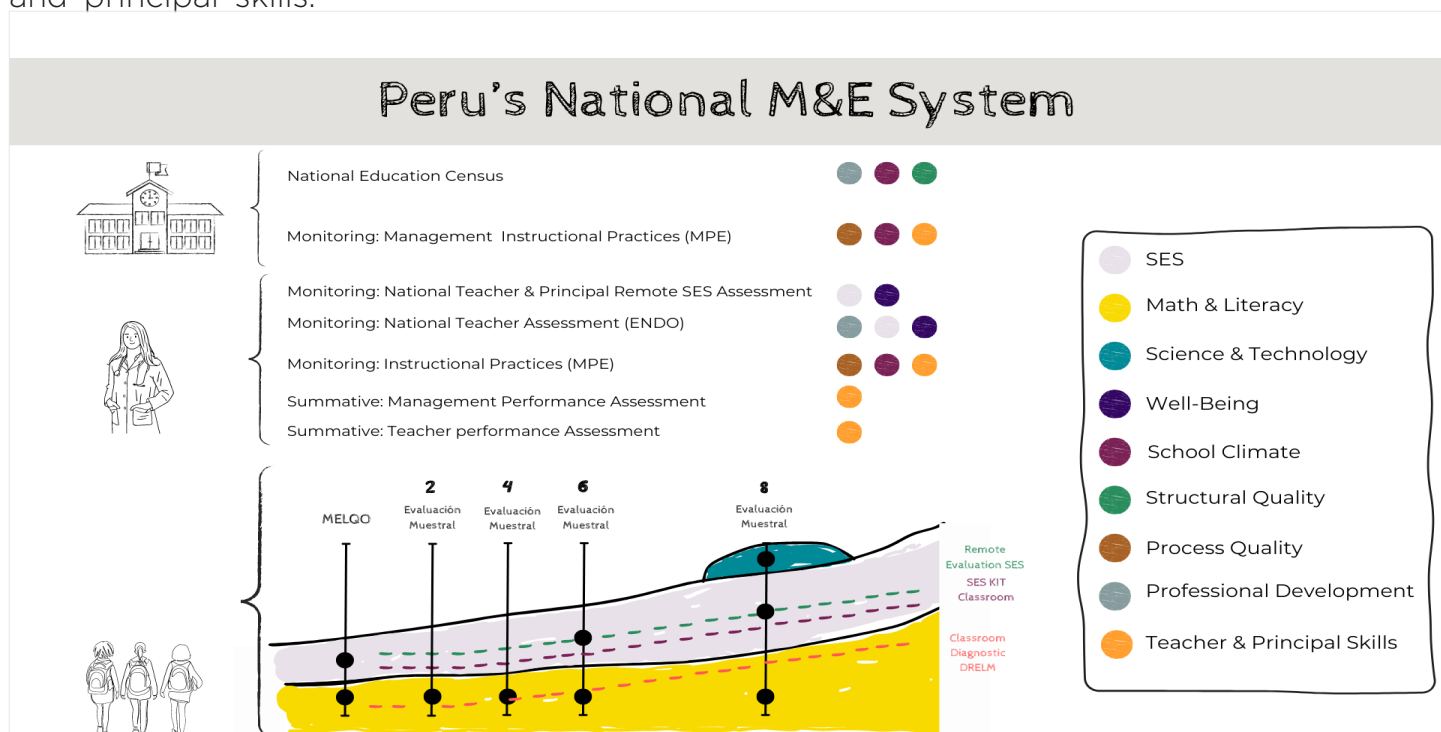 and principal skills.
Peru's National M&E System
National Education Census
Monitoring: Management Instructional Practices (MPE)
Monitoring: National Teacher & Principal Remote SES Assessment
Monitoring: National Teacher Assessment (ENDO)
Monitoring: Instructional Practices (MPE)
Summative: Management Performance Assessment
Summative: Teacher performance Assessment
SES
Math & Literacy
Science & Technology
Well-Being
School Climate
Structural Quality
Process Quality
Professional Development
Teacher & Principal Skills
MELQO
2
Evaluación
Muestral
4
Evaluación
Muestral
6
Evaluación
Muestral
8
Evaluación
Muestral
Remote
Evaluation SES
SES KIT
Classroom
Classroom
Diagnostic
DRELM